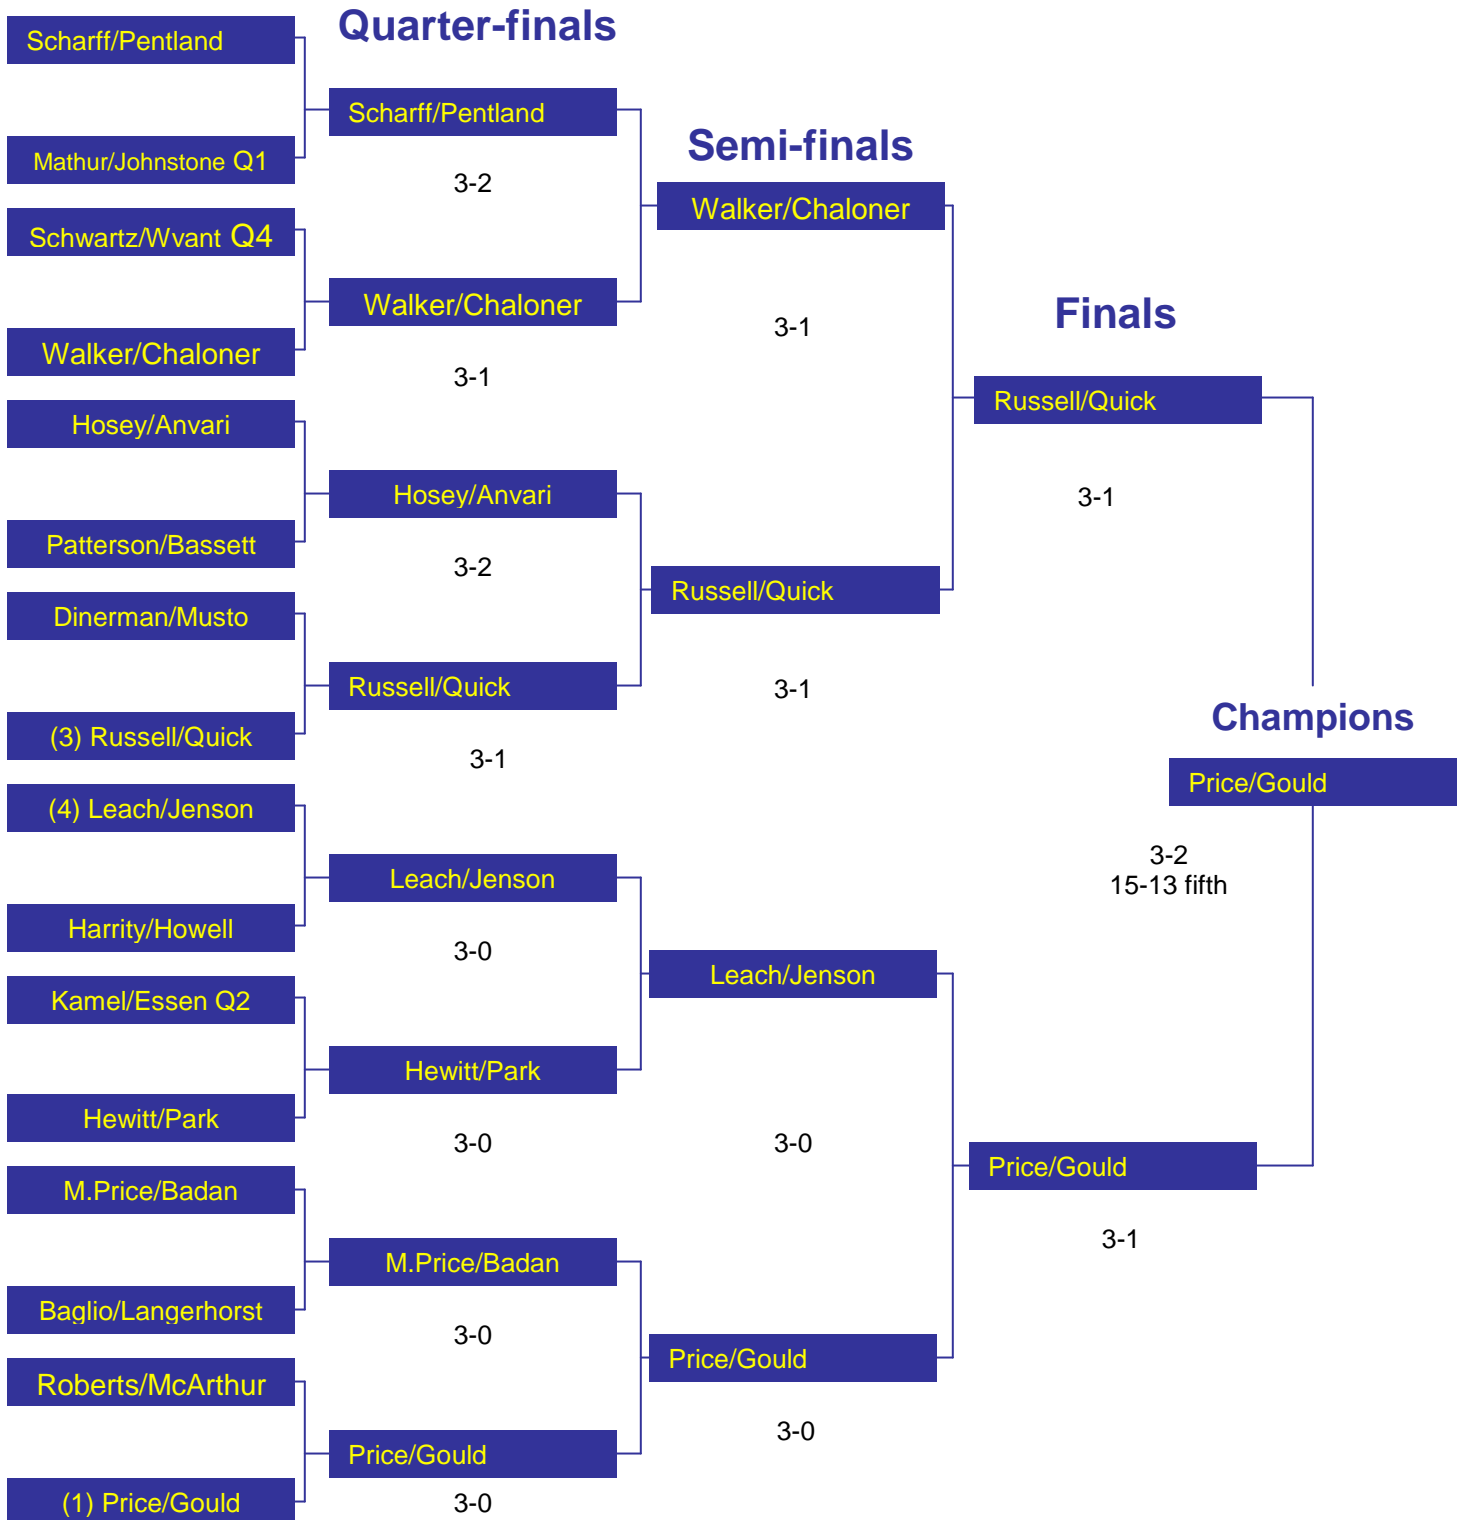 Quarter-finals
Scharff/Pentland
Mathur/Johnstone Q1
Schwartz/Wvant Q4
Walker/Chaloner
Hosey/Anvari
Patterson/Bassett
Dinerman/Musto
(3) Russell/Quick
(4) Leach/Jenson
Harrity/Howell
Kamel/Essen Q2
Hewitt/Park
M.Price/Badan
Baglio/Langerhorst
Roberts/McArthur
(1) Price/Gould
Scharff/Pentland
3-2
Walker/Chaloner
3-1
Hosey/Anvari
3-2
Russell/Quick
3-1
Leach/Jenson
3-0
Hewitt/Park
3-0
M.Price/Badan
3-0
Price/Gould
3-0
Semi-finals
Walker/Chaloner
3-1
Russell/Quick
3-1
Leach/Jenson
3-0
Price/Gould
3-0
Finals
Russell/Quick
3-1
Price/Gould
3-1
Champions
Price/Gould
3-2
15-13 fifth